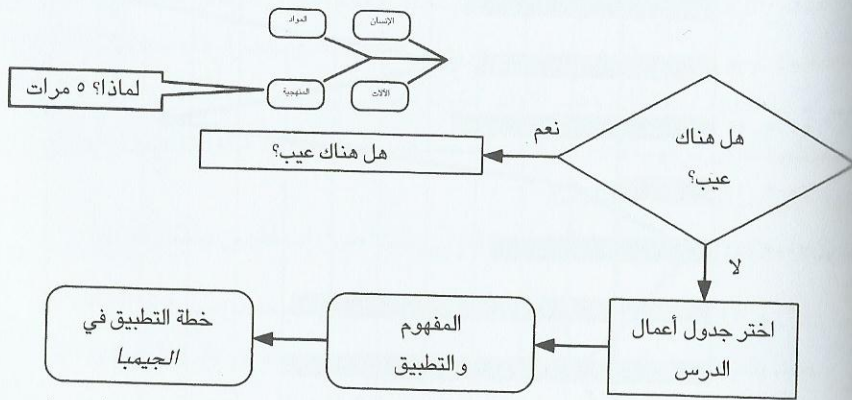 الإنسان
المواد
الآلات
المنهجية
لماذا؟ ٥ مرات
هل هناك
عيب؟
نعم
هل هناك عيب؟
لا
اختر جدول أعمال
الدرس
المفهوم
والتطبيق
خطة التطبيق في
الجيمبا